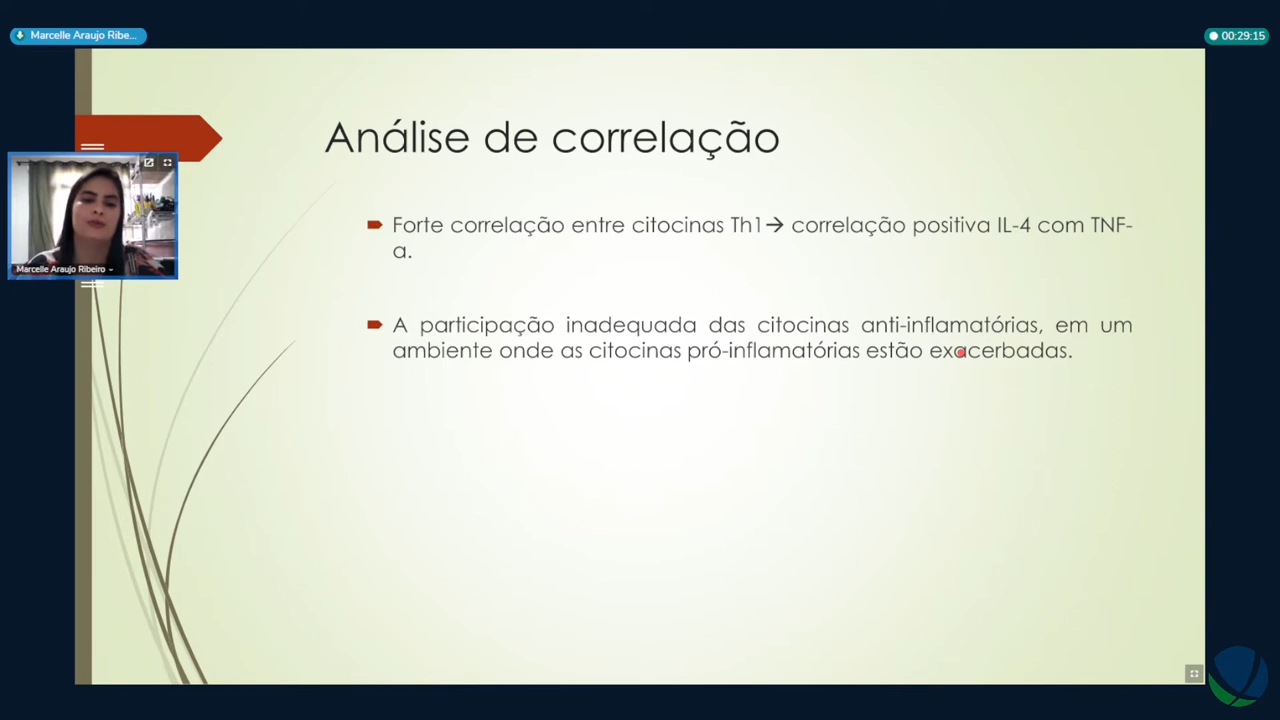 Marcelle Araujo Ribe...
00:29:15
Análise de correlação
Marcelle Araujo Ribeiro
Forte correlação entre citocinas Th1→ correlação positiva IL-4 com TNF-
a.
A participação inadequada das citocinas anti-inflamatórias, em um
ambiente onde as citocinas pró-inflamatórias estão exacerbadas.